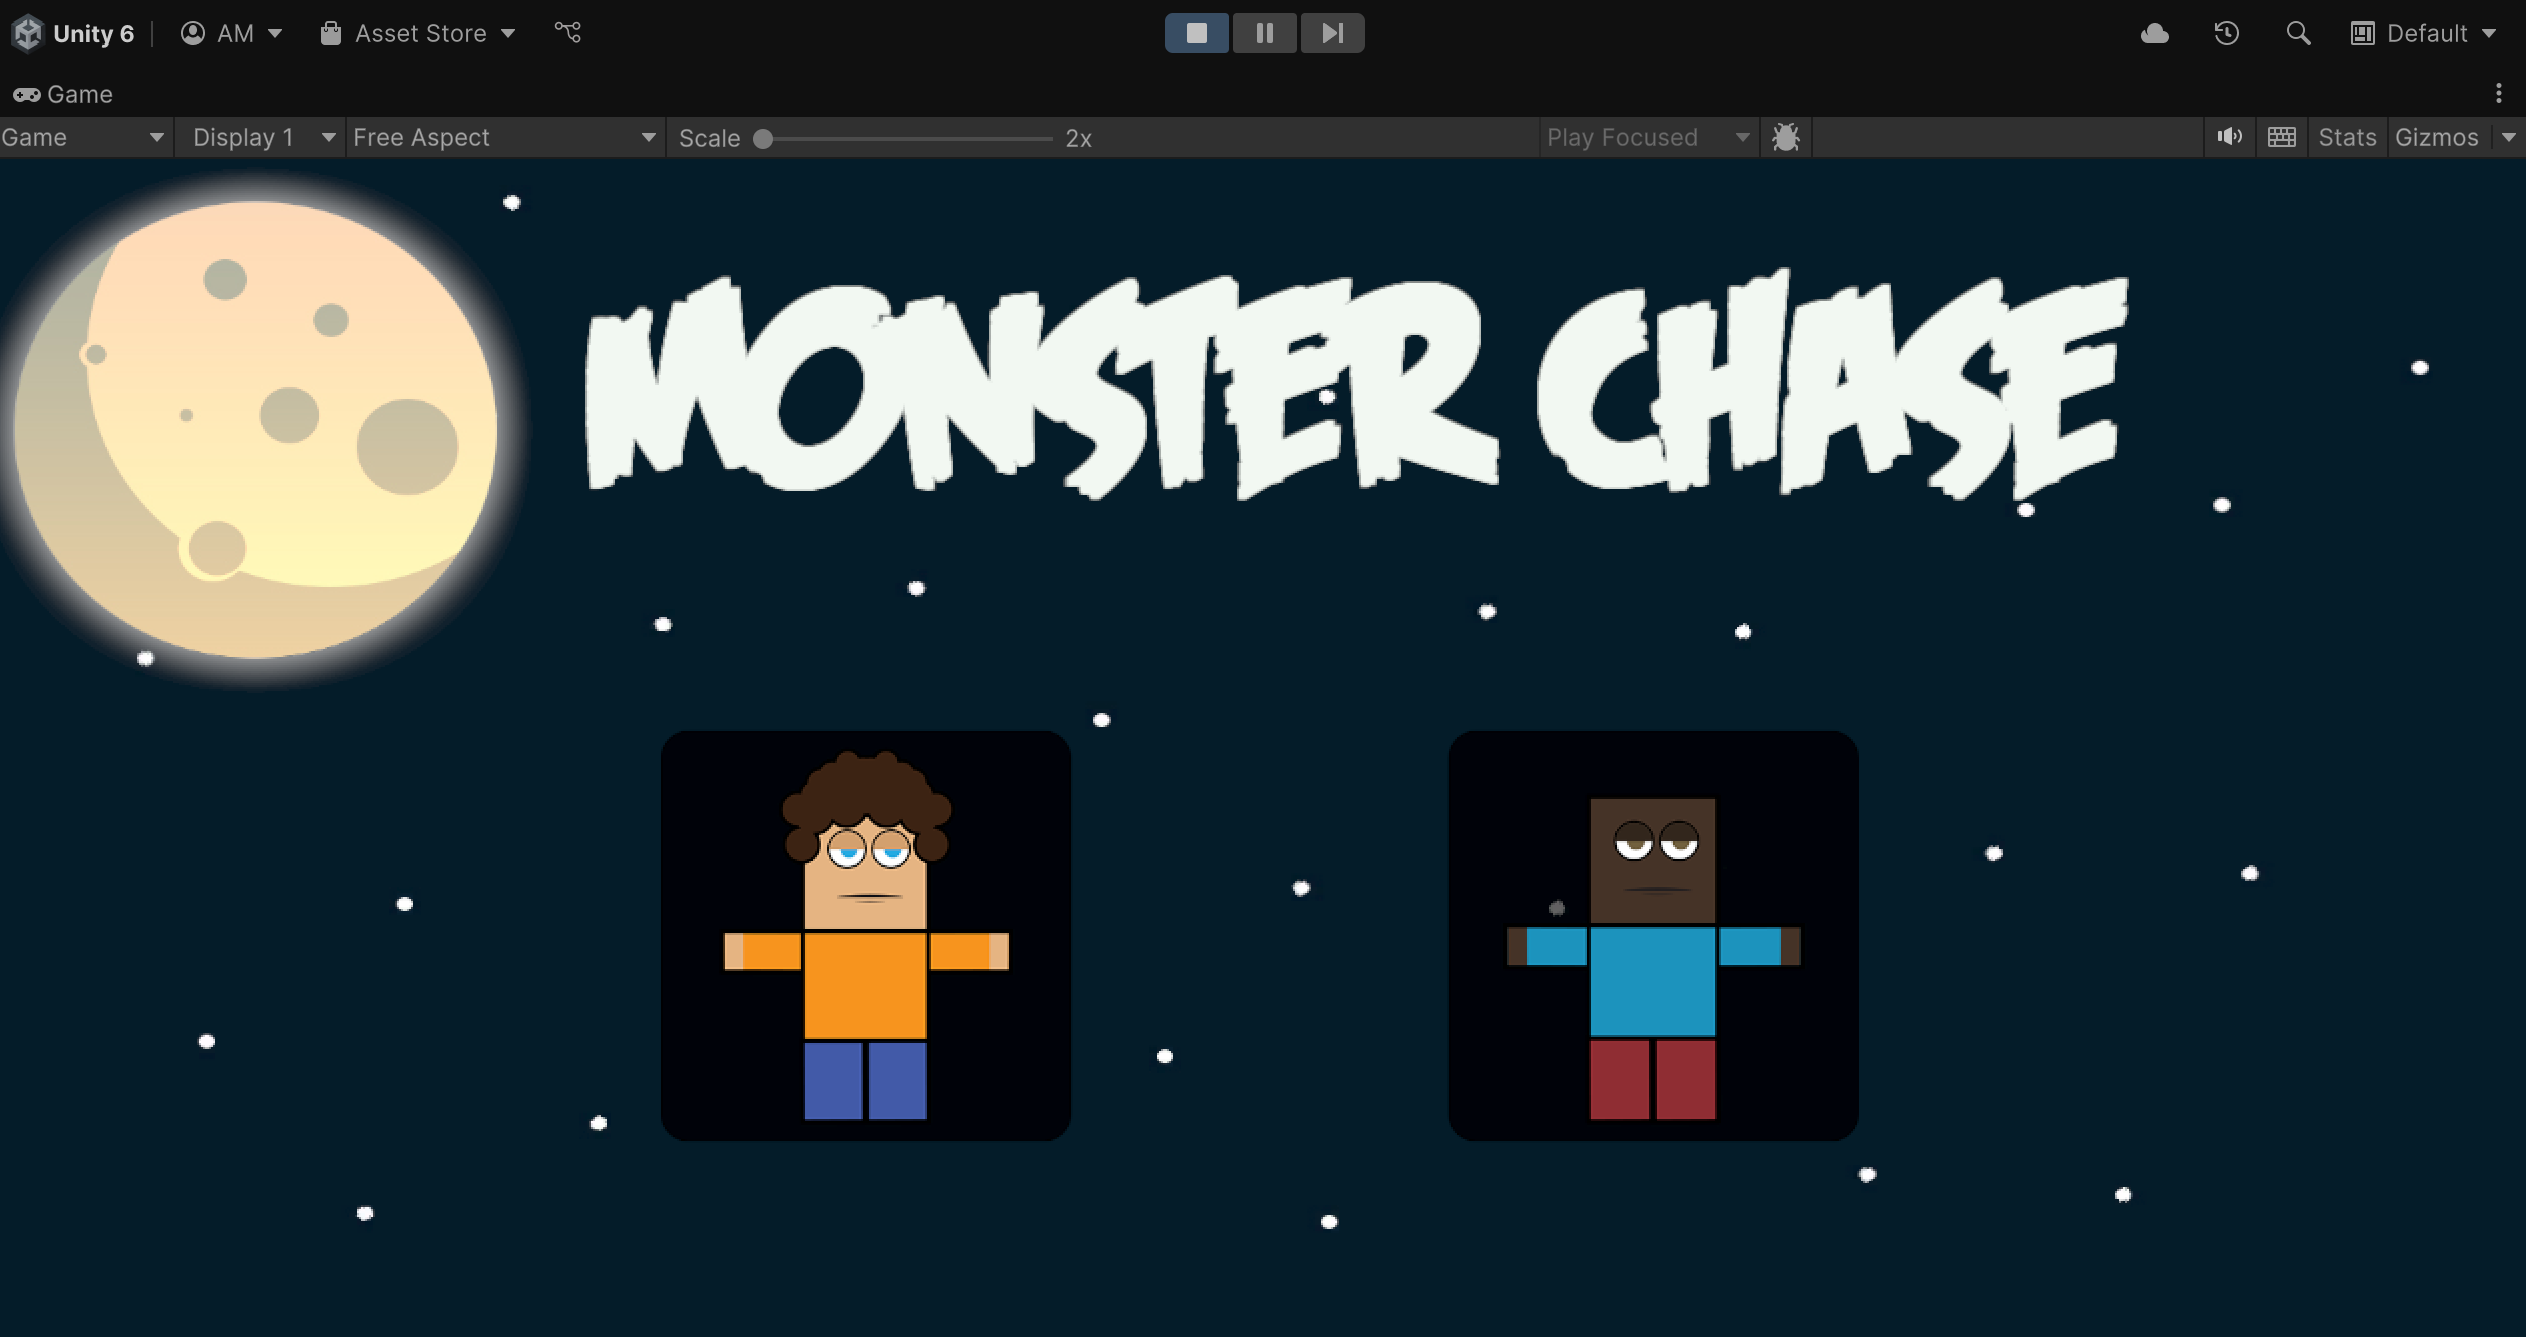 Unity 6 AM Asset Store Default
Game
Game Display 1 Free Aspect Scale 2x Play Focused Stats Gizmos
MONSTER CHASE